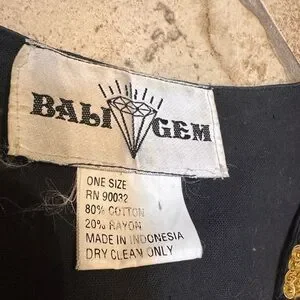 BALI GEM
ONE SIZE
RN 90032
80% COTTON
20% RAYON
MADE IN INDONESIA
DRY CLEAN ONLY